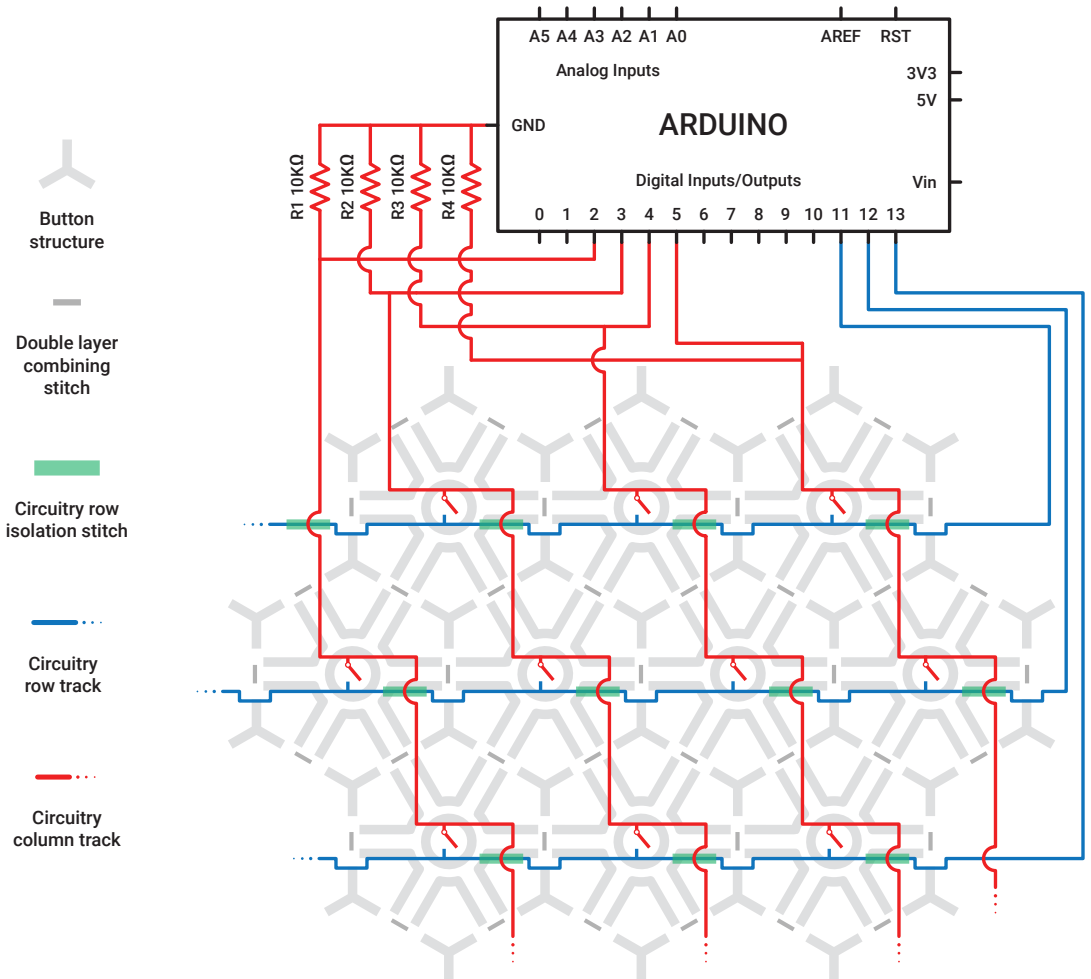 A5 A4 A3 A2 A1 A0 AREF RST
Analog Inputs
3V3
5V
GND
ARDUINO
Digital Inputs/Outputs
Vin
0 1 2 3 4 5 6 7 8 9 10 11 12 13
R1 10KΩ
R2 10KΩ
R3 10KΩ
R4 10KΩ
Button
structure
Double layer
combining
stitch
Circuitry row
isolation stitch
Circuitry
row track
Circuitry
column track